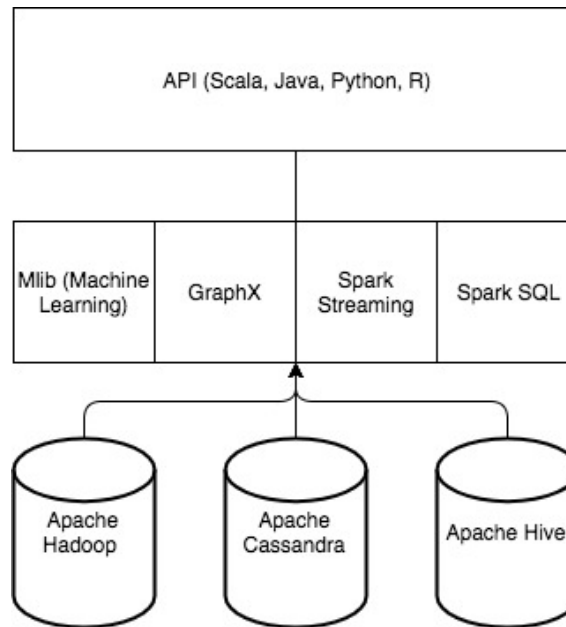 API (Scala, Java, Python, R)
Mlib (Machine
Learning)
GraphX
Spark
Streaming
Spark SQL
Apache
Hadoop
Apache
Cassandra
Apache Hive